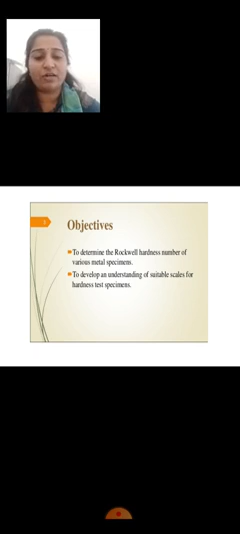 Objectives
To determine the Rockwell hardness number of
various metal specimens.
To develop an understanding of suitable scales for
hardness test specimens.